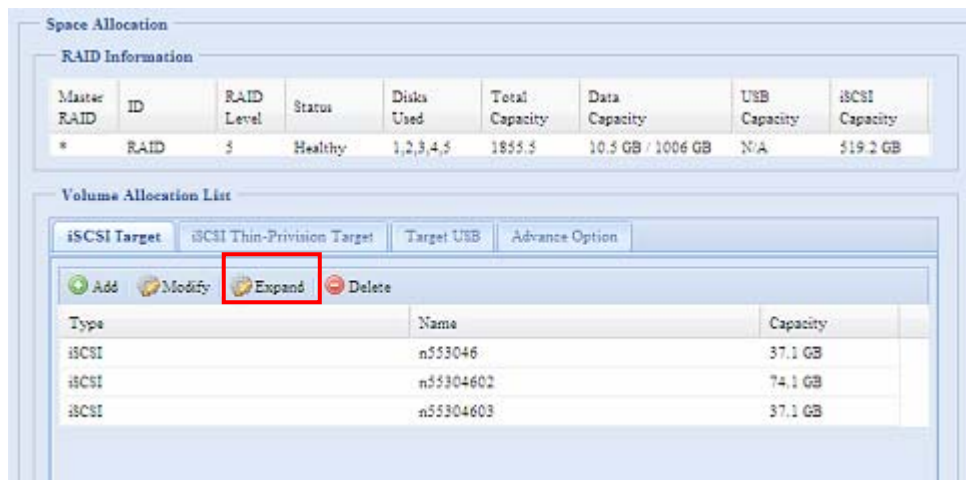 Space Allocation
RAID Information
Master RAID ID RAID Level Status Disks Used Total Capacity Data Capacity USB Capacity iSCSI Capacity
* RAID 5 Healthy 1,2,3,4,5 1855.5 10.5 GB / 1006 GB N/A 519.2 GB
Volume Allocation List
iSCSI Target iSCSI Thin-Privision Target Target USB Advance Option
Add Modify Expand Delete
Type Name Capacity
iSCSI n553046 37.1 GB
iSCSI n55304602 74.1 GB
iSCSI n55304603 37.1 GB